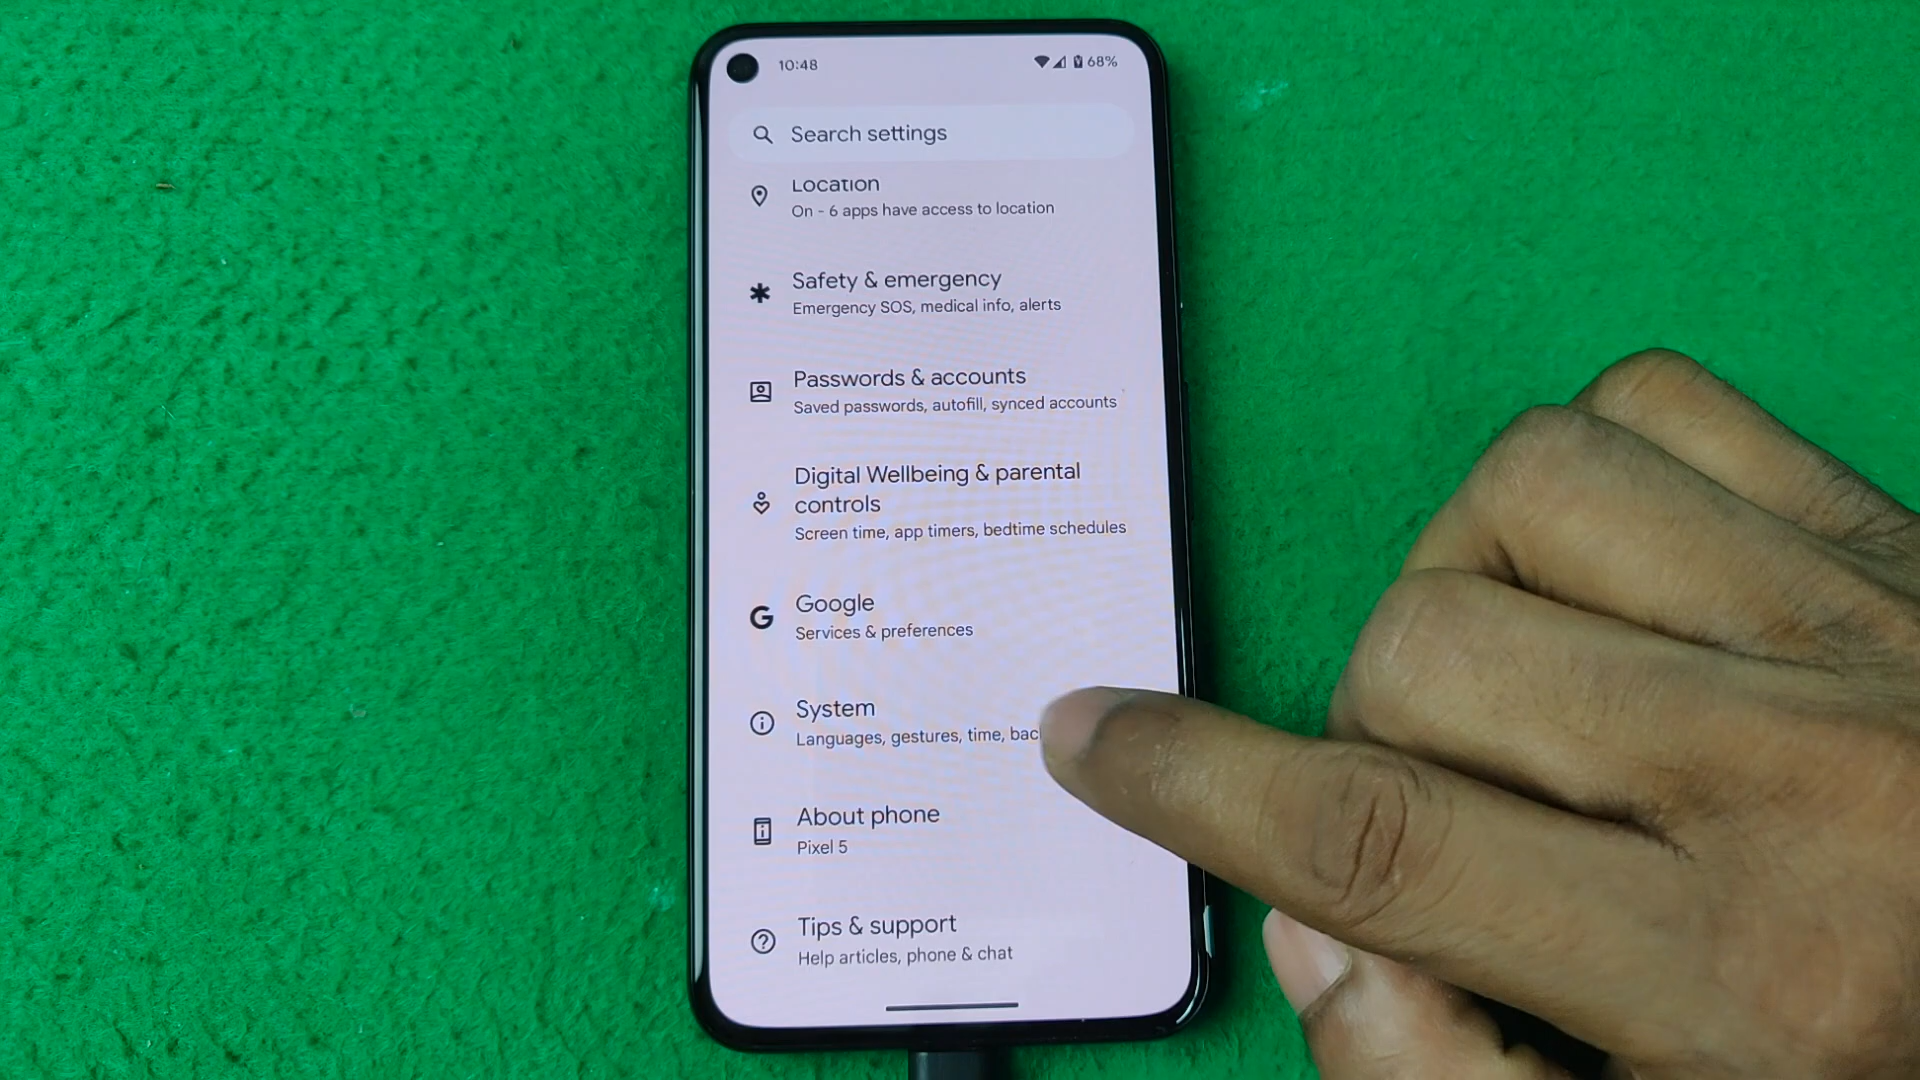 10:48
68%
Search settings
Location
On - 6 apps have access to location
Safety & emergency
Emergency SOS, medical info, alerts
Passwords & accounts
Saved passwords, autofill, synced accounts
Digital Wellbeing & parental
controls
Screen time, app timers, bedtime schedules
Google
Services & preferences
System
Languages, gestures, time,
About phone
Pixel 5
Tips & support
Help articles, phone & chat